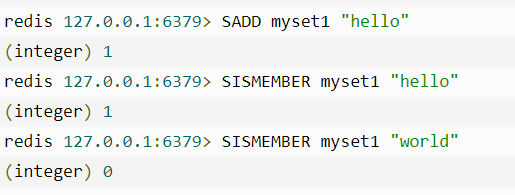 redis 127.0.0.1:6379> SADD myset1 "hello"
(integer) 1
redis 127.0.0.1:6379> SISMEMBER myset1 "hello"
(integer) 1
redis 127.0.0.1:6379> SISMEMBER myset1 "world"
(integer) 0